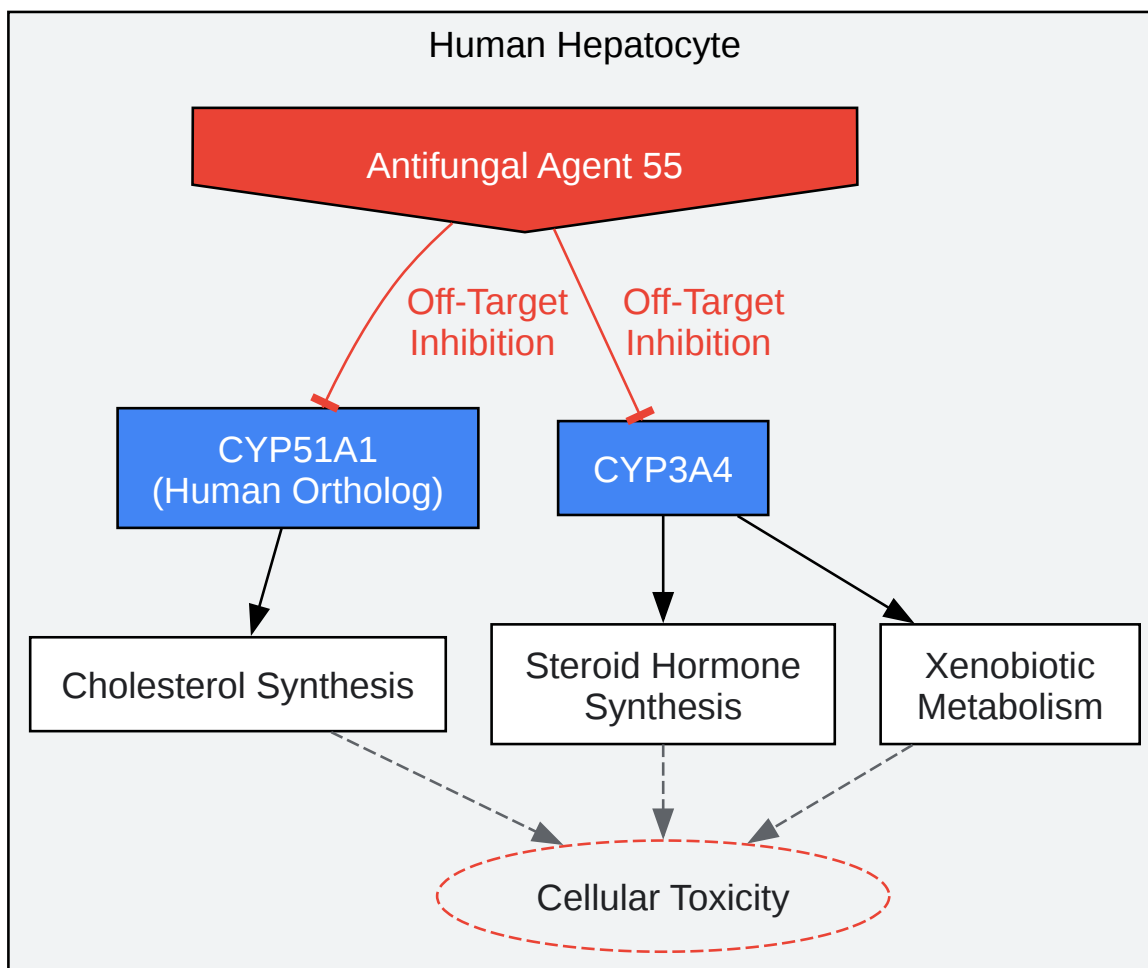 Human Hepatocyte
Antifungal Agent 55
Off-Target
Inhibition
Off-Target
Inhibition
CYP51A1
(Human Ortholog)
CYP3A4
Cholesterol Synthesis
Steroid Hormone
Synthesis
Xenobiotic
Metabolism
Cellular Toxicity